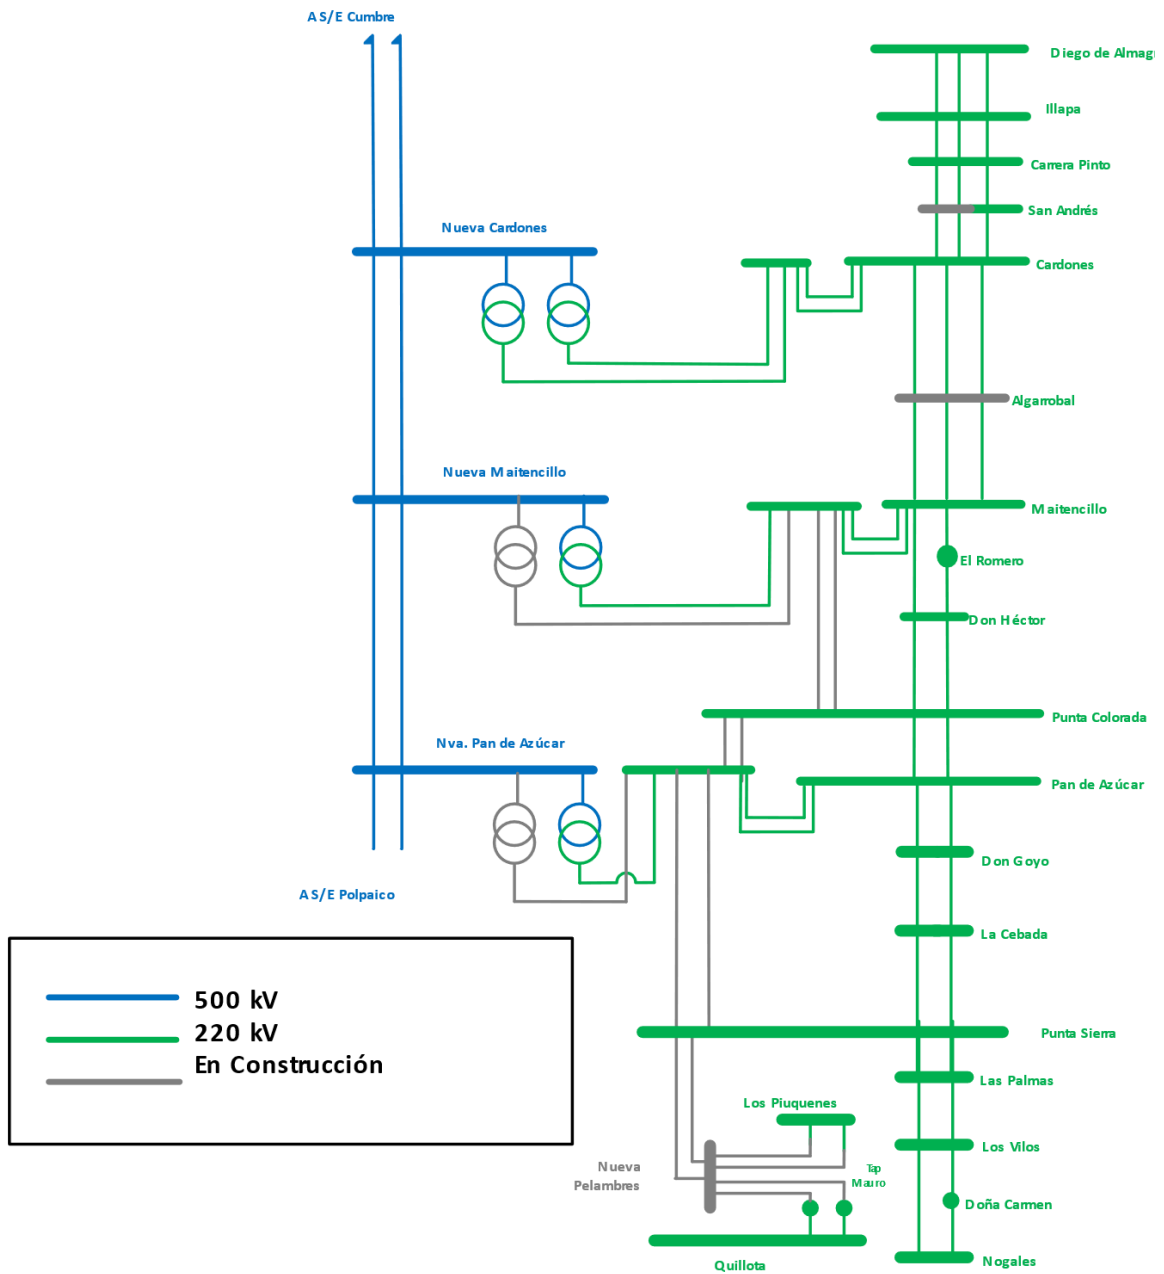 A S/E Cumbre
Diego de Almag
Illapa
Carrera Pinto
San Andrés
Nueva Cardones
Cardones
Algarrobal
Nueva Maitencillo
Maitencillo
El Romero
Don Héctor
Punta Colorada
Nva. Pan de Azúcar
Pan de Azúcar
Don Goyo
A S/E Polpaico
La Cebada
500 kV
220 kV
En Construcción
Punta Sierra
Las Palmas
Los Piuquenes
Los Vilos
Nueva
Pelambres
Tap
Mauro
Doña Carmen
Quillota
Nogales